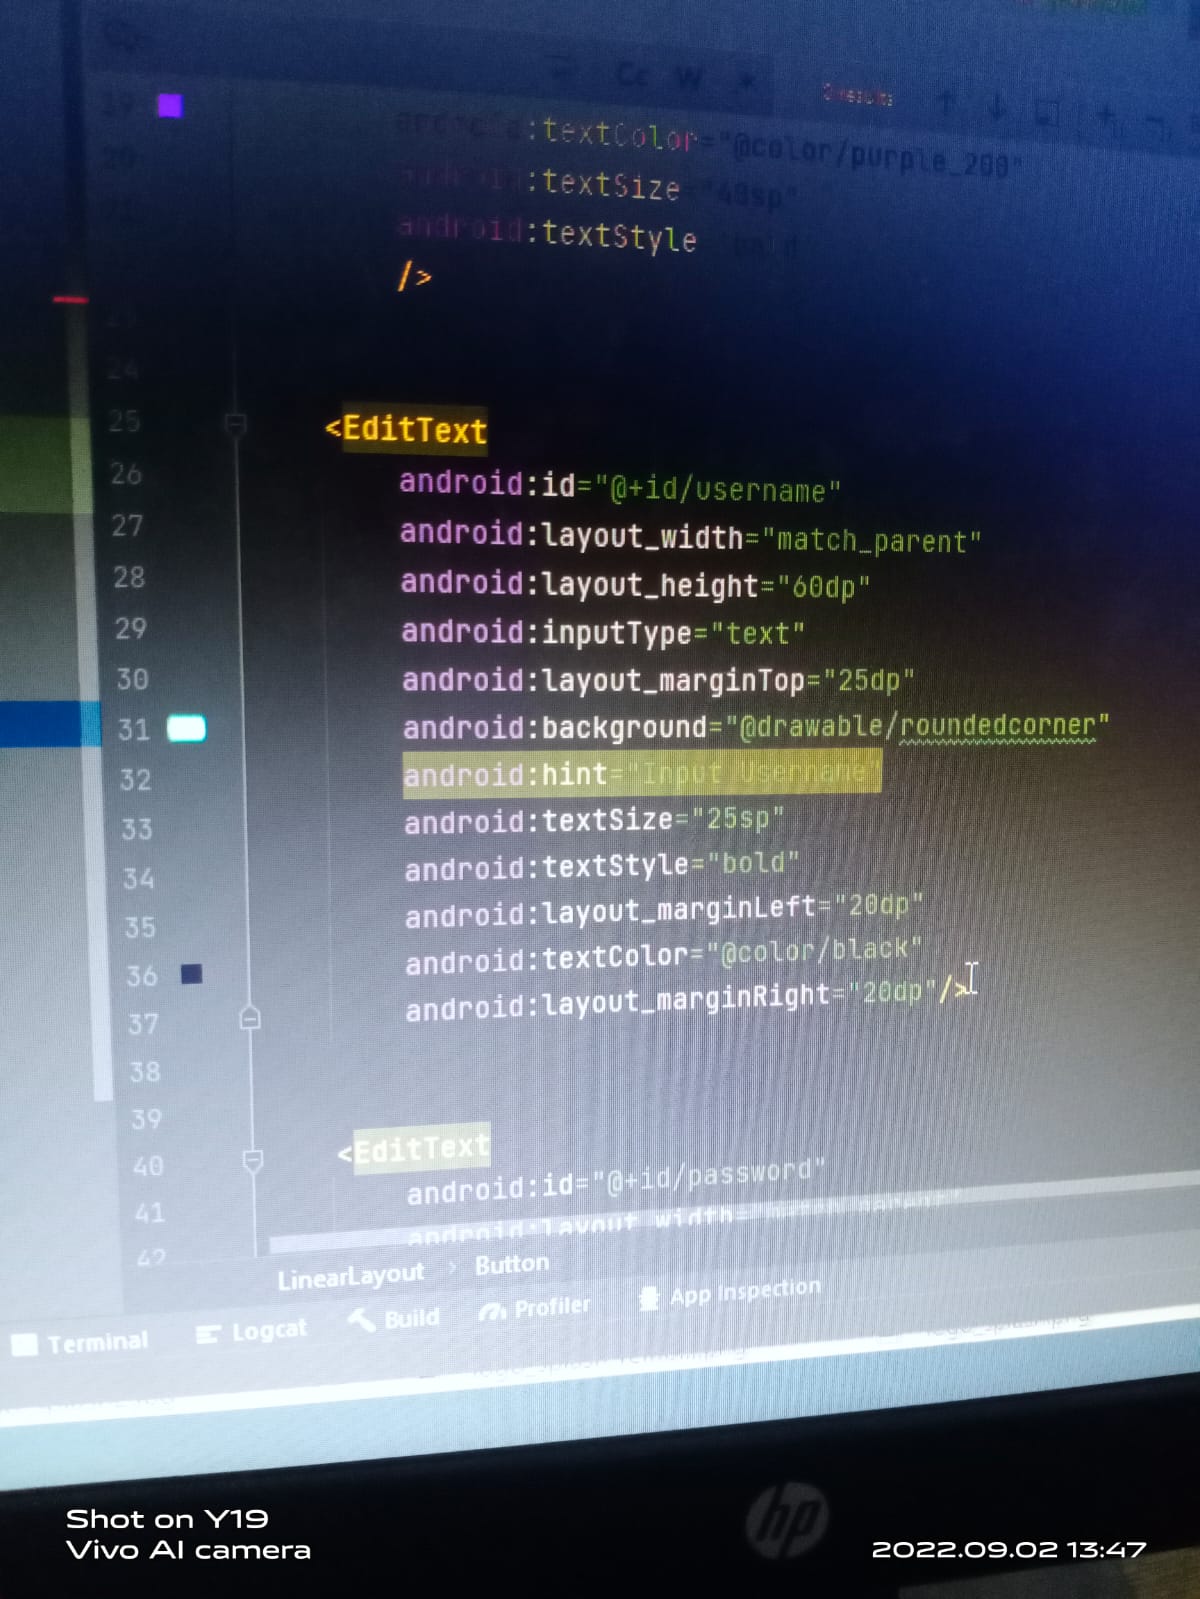 Cc W .*
2 results
19 android:textColor="@color/purple_200"
20 android:textSize="40sp"
android:textStyle
/>
23
24
25 <EditText
26 android:id="@+id/username"
27 android:layout_width="match_parent"
28 android:layout_height="60dp"
29 android:inputType="text"
30 android:layout_marginTop="25dp"
31 android:background="@drawable/roundedcorner"
32 android:hint="Input Username"
33 android:textSize="25sp"
34 android:textStyle="bold"
35 android:layout_marginLeft="20dp"
36 android:textColor="@color/black"
37 android:layout_marginRight="20dp"/>
38
39
40 <EditText
41 android:id="@+id/password"
42 android:layout_width="match_parent"
LinearLayout > Button
Terminal Logcat Build Profiler App Inspection
hp
Shot on Y19
Vivo AI camera
2022.09.02 13:47